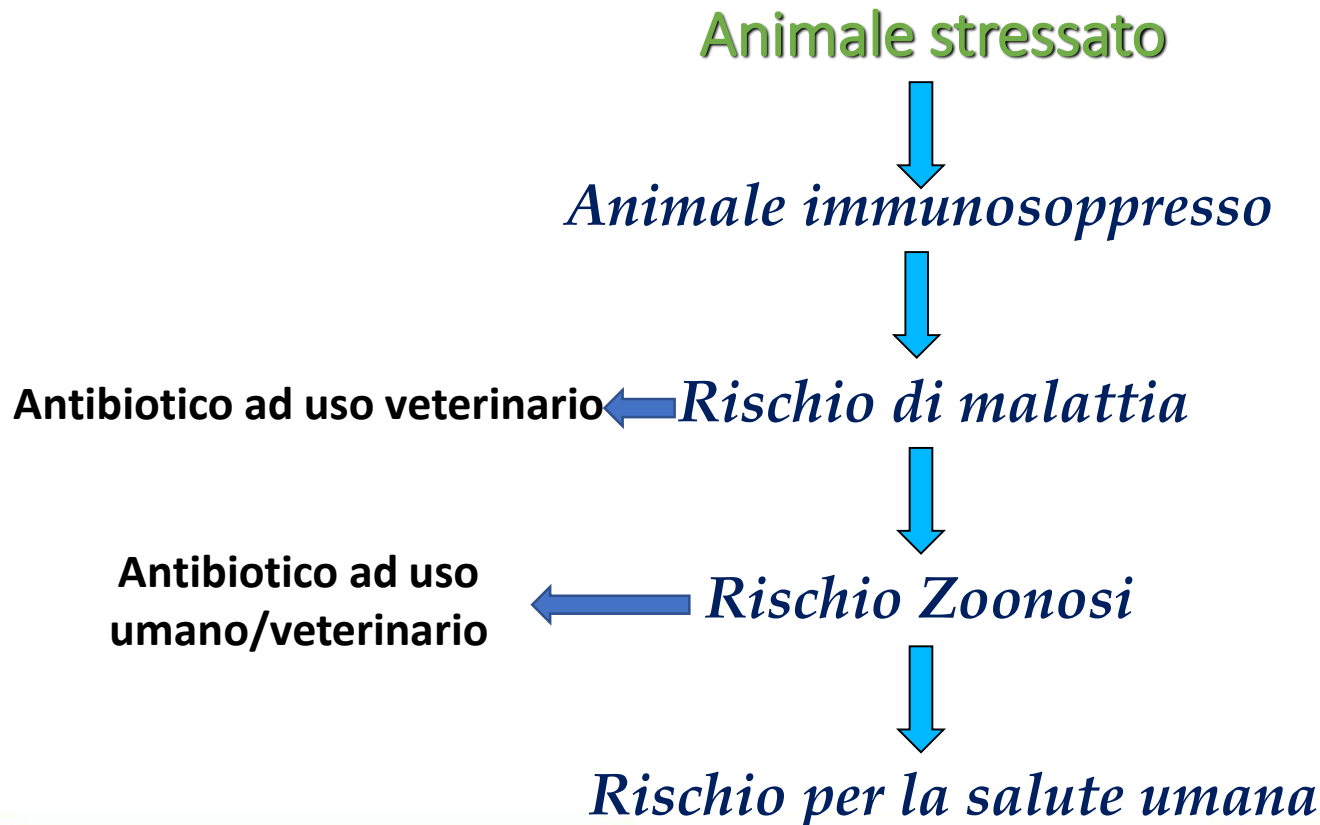 Animale stressato
Animale immunosoppresso
Antibiotico ad uso veterinario
Rischio di malattia
Antibiotico ad uso
umano/veterinario
Rischio Zoonosi
Rischio per la salute umana